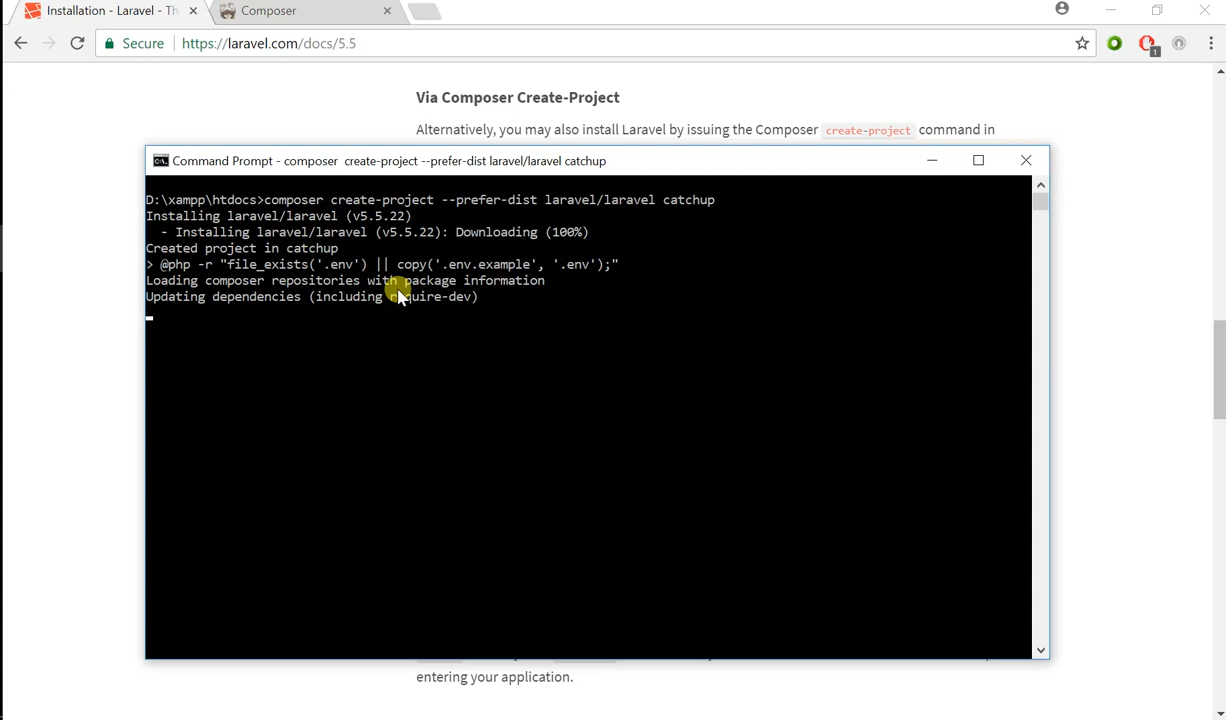 Installation - Laravel - Th
Composer
Secure
https://laravel.com/docs/5.5
1
Via Composer Create-Project
Alternatively, you may also install Laravel by issuing the Composer create-project command in
Command Prompt - composer create-project --prefer-dist laravel/laravel catchup
D:\xampp\htdocs>composer create-project --prefer-dist laravel/laravel catchup
Installing laravel/laravel (v5.5.22)
- Installing laravel/laravel (v5.5.22): Downloading (100%)
Created project in catchup
> @php -r "file_exists('.env') || copy('.env.example', '.env');"
Loading composer repositories with package information
Updating dependencies (including require-dev)
entering your application.